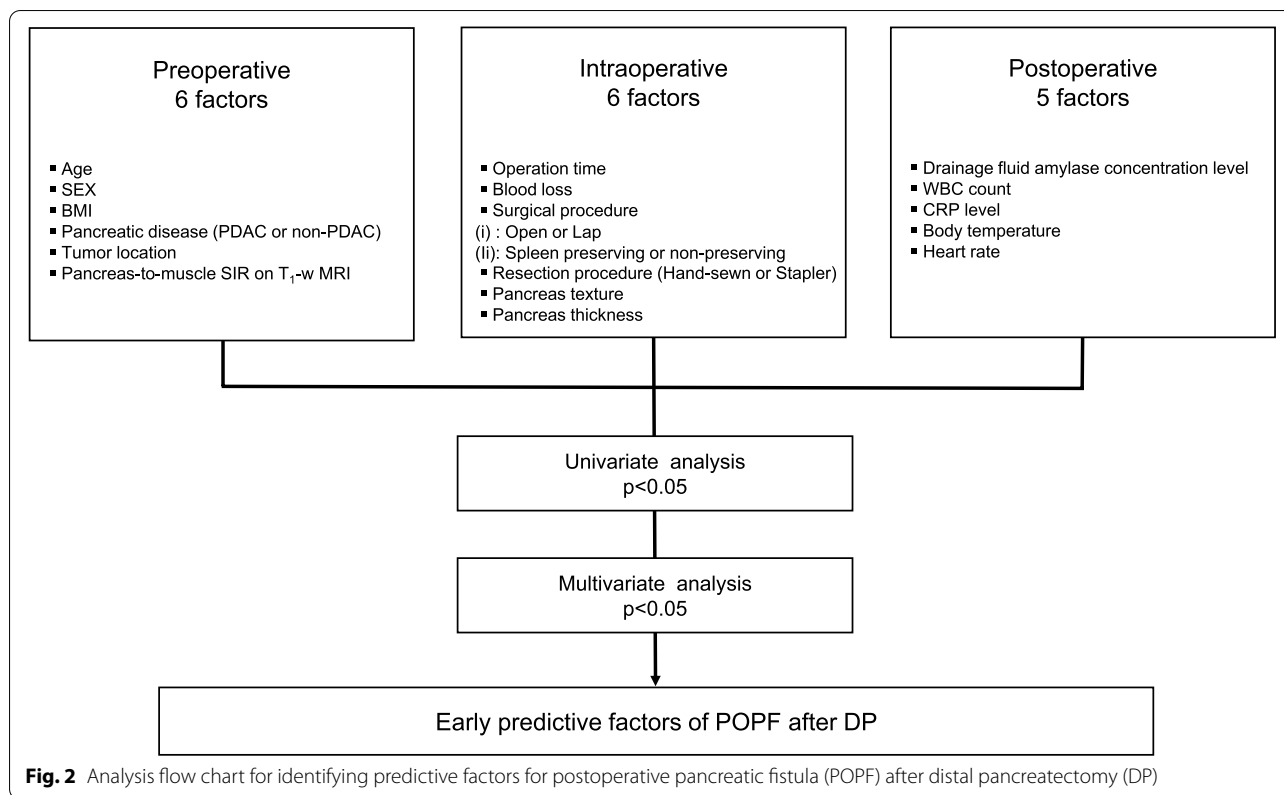 Preoperative
6 factors
▪ Age
▪ SEX
▪ BMI
▪ Pancreatic disease (PDAC or non-PDAC)
▪ Tumor location
▪ Pancreas-to-muscle SIR on T₁-w MRI
Intraoperative
6 factors
▪ Operation time
▪ Blood loss
▪ Surgical procedure
(i) : Open or Lap
(Ii): Spleen preserving or non-preserving
▪ Resection procedure (Hand-sewn or Stapler)
▪ Pancreas texture
▪ Pancreas thickness
Postoperative
5 factors
▪ Drainage fluid amylase concentration level
▪ WBC count
▪ CRP level
▪ Body temperature
▪ Heart rate
Univariate analysis
p<0.05
Multivariate analysis
p<0.05
Early predictive factors of POPF after DP
Fig. 2 Analysis flow chart for identifying predictive factors for postoperative pancreatic fistula (POPF) after distal pancreatectomy (DP)